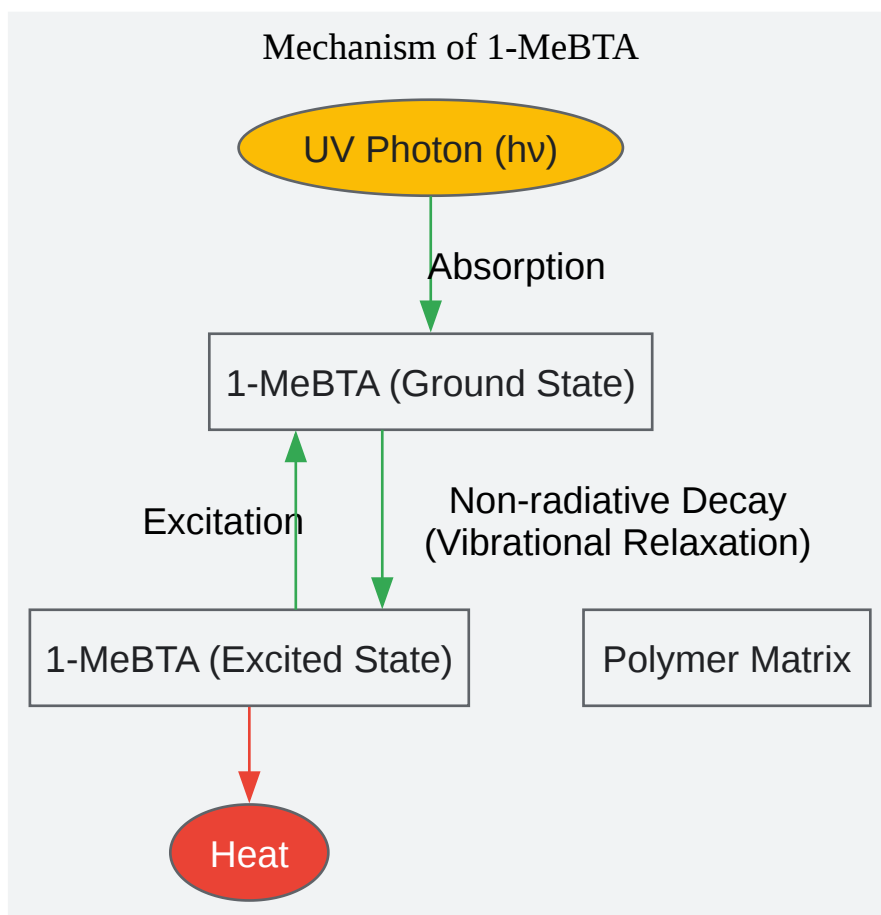 Mechanism of 1-MeBTA
UV Photon (hν)
Absorption
1-MeBTA (Ground State)
Excitation
Non-radiative Decay
(Vibrational Relaxation)
1-MeBTA (Excited State)
Polymer Matrix
Heat